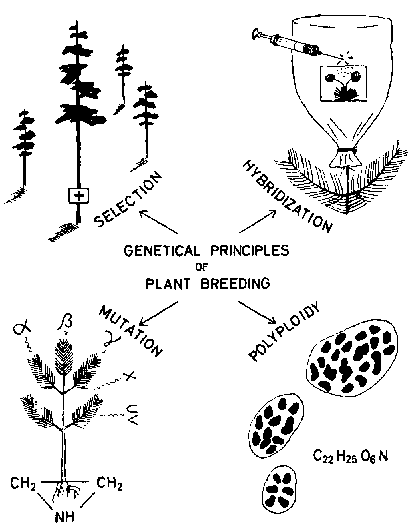 +
SELECTION
HYBRIDIZATION
GENETICAL PRINCIPLES
OF
PLANT BREEDING
MUTATION
POLYPLOIDY
α
β
γ
X
UV
CH₂ CH₂
NH
C₂₂ H₂₅ O₆ N